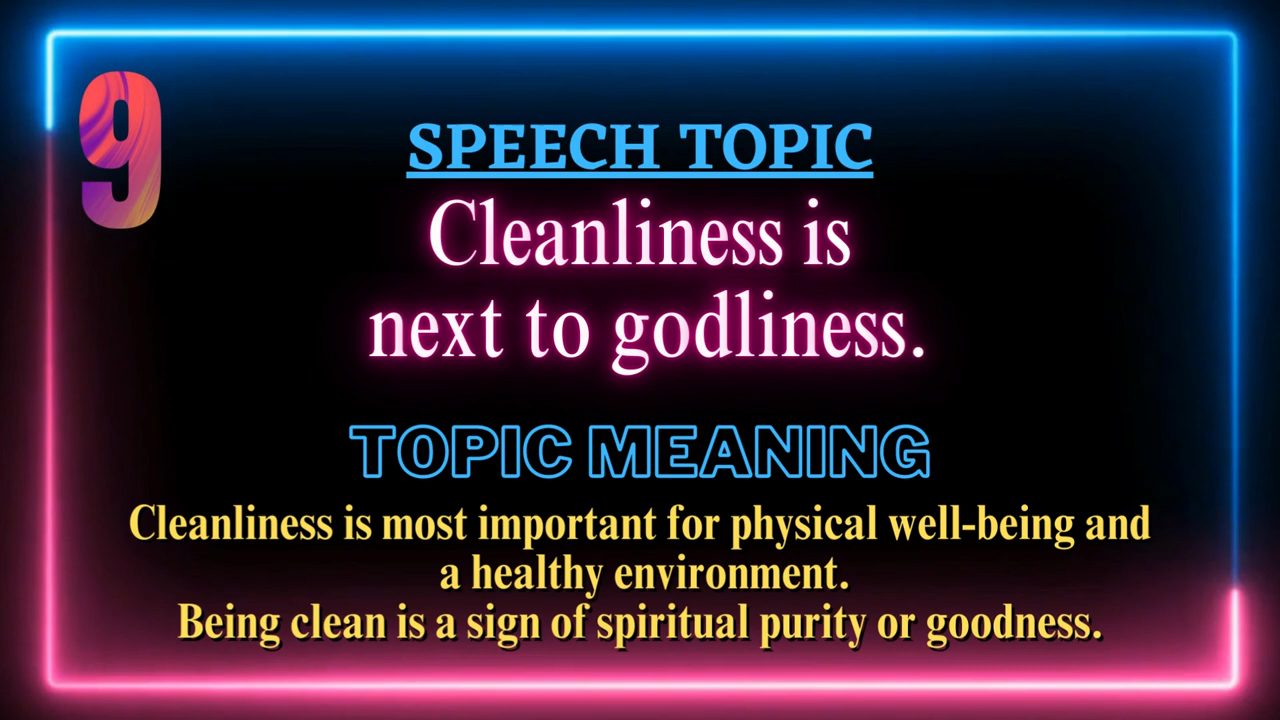 9
SPEECH TOPIC
Cleanliness is
next to godliness.
TOPIC MEANING
Cleanliness is most important for physical well-being and
a healthy environment.
Being clean is a sign of spiritual purity or goodness.